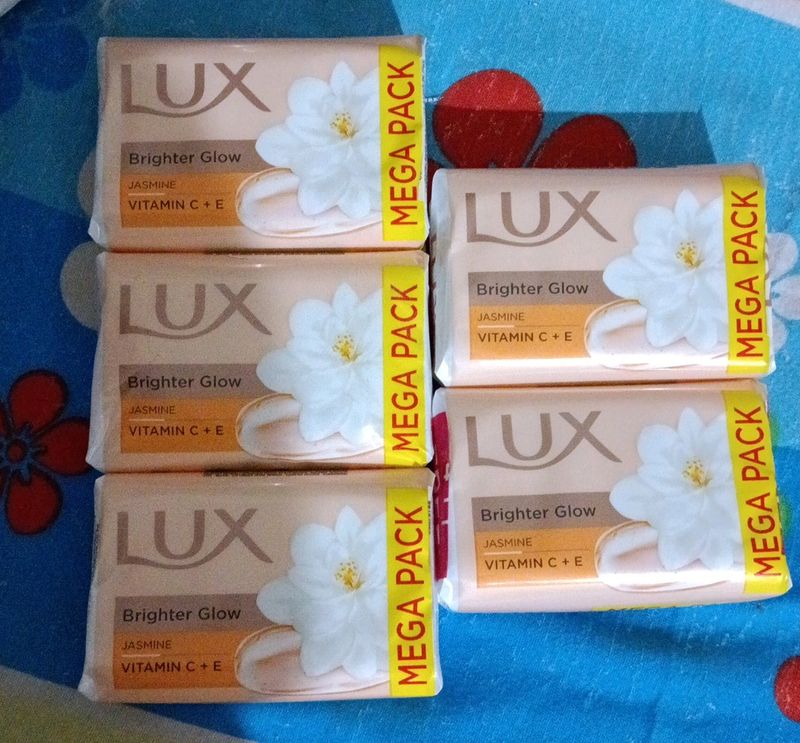 LUX
Brighter Glow
JASMINE
VITAMIN C + E
MEGA PACK
LUX
Brighter Glow
JASMINE
VITAMIN C + E
MEGA PACK
LUX
Brighter Glow
JASMINE
VITAMIN C + E
MEGA PACK
LUX
Brighter Glow
JASMINE
VITAMIN C + E
MEGA PACK
LUX
Brighter Glow
JASMINE
VITAMIN C + E
MEGA PACK